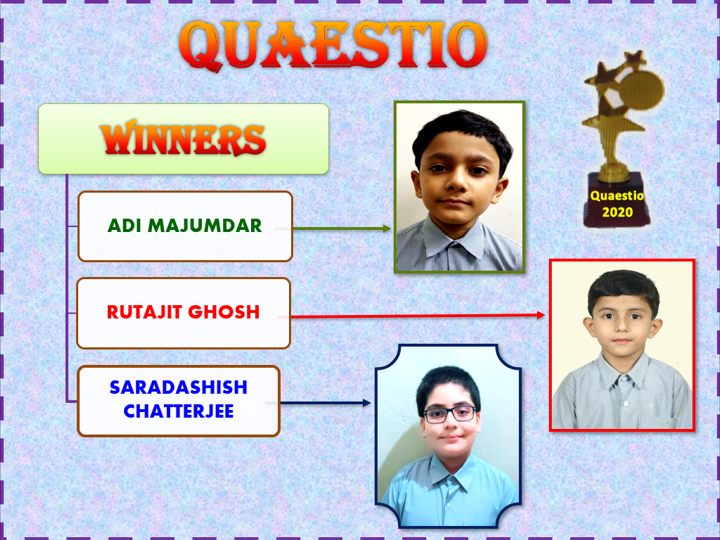 QUAESTIO
WINNERS
ADI MAJUMDAR
RUTAJIT GHOSH
SARADASHISH
CHATTERJEE
Quaestio
2020